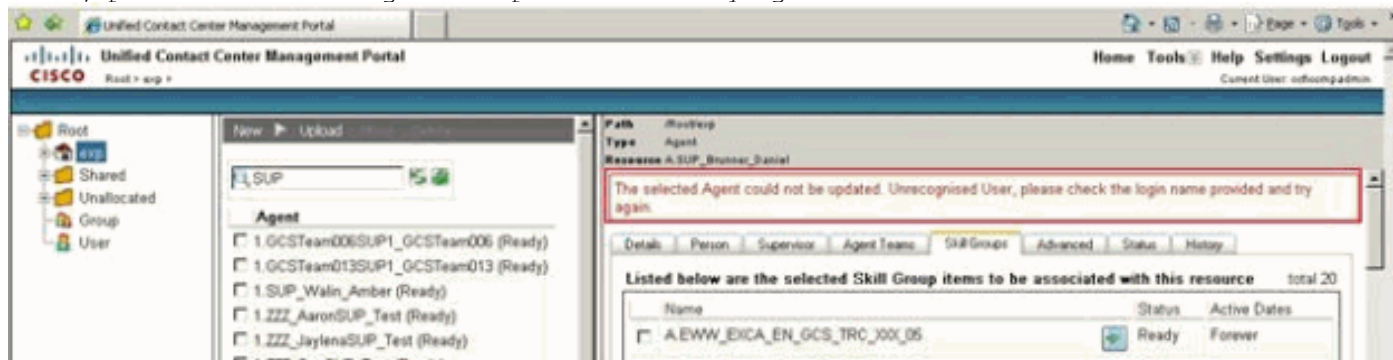 Unified Contact Center Management Portal
Page
Tools
Unified Contact Center Management Portal
CISCO
Root > exp >
Home Tools Help Settings Logout
Current User:
Root
exp
Shared
Unallocated
Group
User
New Upload
SUP
Agent
1.GCSTeam006SUP1_GCSTeam006 (Ready)
1.GCSTeam013SUP1_GCSTeam013 (Ready)
1.SUP_Walin_Amber (Ready)
1.ZZZ_AaronSUP_Test (Ready)
1.ZZZ_JaylenaSUP_Test (Ready)
Path /Root/exp
Type Agent
Resource A.SUP_Brunner_Daniel
The selected Agent could not be updated. Unrecognised User, please check the login name provided and try
again.
Details Person Supervisor Agent Teams Skill Groups Advanced Status History
Listed below are the selected Skill Group items to be associated with this resource total 20
Name Status Active Dates
A.EWW_EXCA_EN_GCS_TRC_XXX_05 Ready Forever